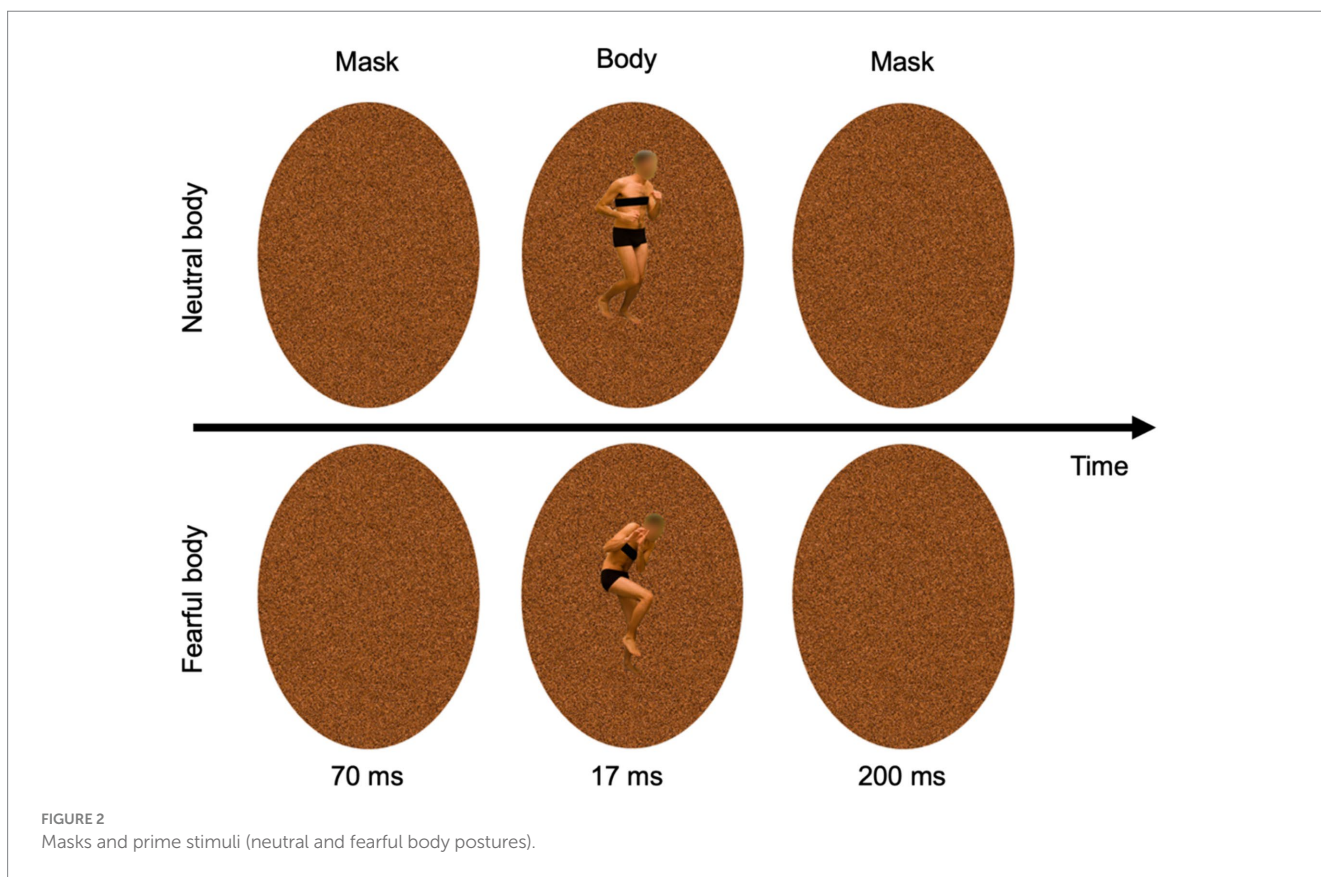 Mask Body Mask
Neutral body
Time
Fearful body
70 ms 17 ms 200 ms
FIGURE 2
Masks and prime stimuli (neutral and fearful body postures).